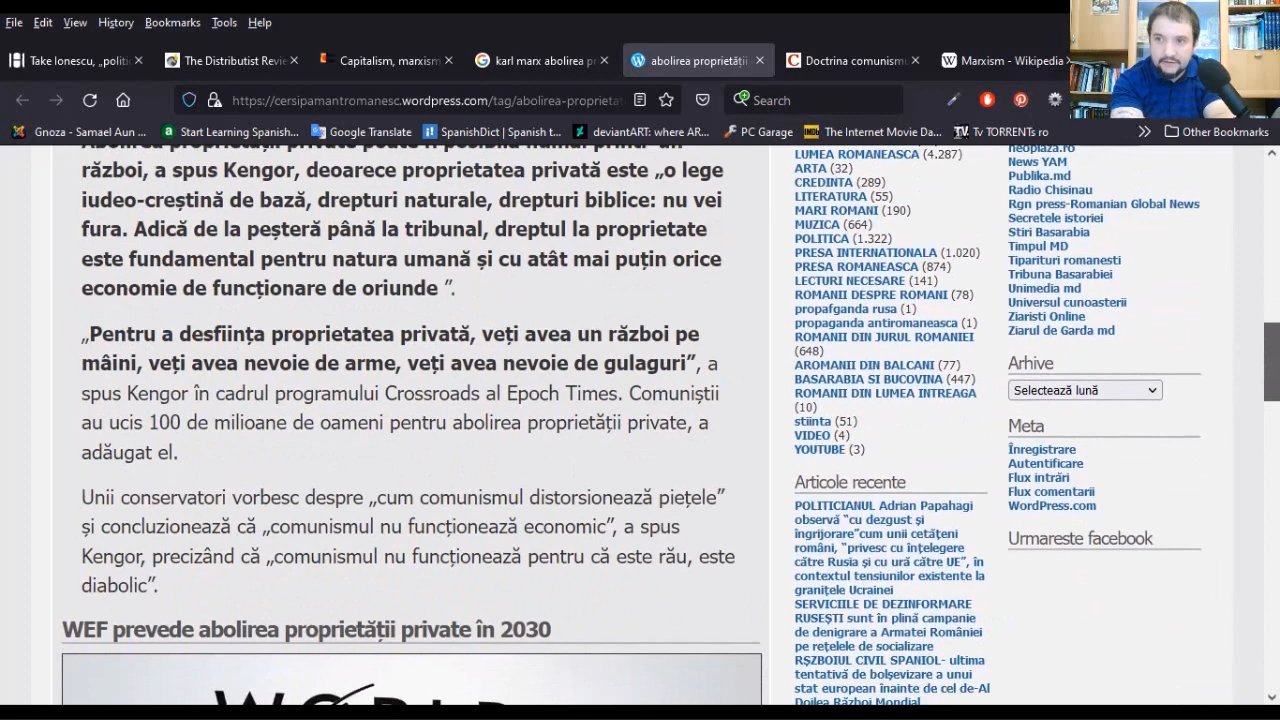 File Edit View History Bookmarks Tools Help
Take Ionescu, „politi
The Distributist Revie
Capitalism, marxism
karl marx abolirea pr
abolirea proprietății
Doctrina comunismu
Marxism - Wikipedia
https://cersipamantromanesc.wordpress.com/tag/abolirea-proprietat
Search
Gnoza - Samael Aun ...
Start Learning Spanish...
Google Translate
SpanishDict | Spanish t...
deviantART: where AR...
PC Garage
The Internet Movie Da...
Tv TORRENTs ro
Other Bookmarks
Abolirea proprietății private poate fi posibilă numai printr-un
război, a spus Kengor, deoarece proprietatea privată este „o lege
iudeo-creștină de bază, drepturi naturale, drepturi biblice: nu vei
fura. Adică de la peșteră până la tribunal, dreptul la proprietate
este fundamental pentru natura umană și cu atât mai puțin orice
economie de funcționare de oriunde ”.
„Pentru a desființa proprietatea privată, veți avea un război pe
mâini, veți avea nevoie de arme, veți avea nevoie de gulaguri”, a
spus Kengor în cadrul programului Crossroads al Epoch Times. Comuniștii
au ucis 100 de milioane de oameni pentru abolirea proprietății private, a
adăugat el.
Unii conservatori vorbesc despre „cum comunismul distorsionează piețele”
și concluzionează că „comunismul nu funcționează economic”, a spus
Kengor, precizând că „comunismul nu funcționează pentru că este rău, este
diabolic”.
WEF prevede abolirea proprietății private în 2030
LUMEA ROMANEASCA (4.287)
ARTA (32)
CREDINTA (289)
LITERATURA (55)
MARI ROMANI (190)
MUZICA (664)
POLITICA (1.322)
PRESA INTERNATIONALA (1.020)
PRESA ROMANEASCA (874)
LECTURI NECESARE (141)
ROMANII DESPRE ROMANI (78)
propafganda rusa (1)
propaganda antiromaneasca (1)
ROMANII DIN JURUL ROMANIEI
(648)
AROMANII DIN BALCANI (77)
BASARABIA SI BUCOVINA (447)
ROMANII DIN LUMEA INTREAGA
(10)
stiinta (51)
VIDEO (4)
YOUTUBE (3)
Articole recente
POLITICIANUL Adrian Papahagi
observă “cu dezgust și
îngrijorare”cum unii cetățeni
români, “privesc cu înțelegere
către Rusia și cu ură către UE”, în
contextul tensiunilor existente la
granițele Ucrainei
SERVICIILE DE DEZINFORMARE
RUSEȘTI sunt în plină campanie
de denigrare a Armatei României
pe rețelele de socializare
RȘZBOIUL CIVIL SPANIOL- ultima
tentativă de bolșevizare a unui
stat european înainte de cel de-Al
Doilea Război Mondial
neoplaza.ro
News YAM
Publika.md
Radio Chisinau
Rgn press-Romanian Global News
Secretele istoriei
Stiri Basarabia
Timpul MD
Tiparituri romanesti
Tribuna Basarabiei
Unimedia md
Universul cunoasterii
Ziaristi Online
Ziarul de Garda md
Arhive
Selectează lună
Meta
Înregistrare
Autentificare
Flux intrări
Flux comentarii
WordPress.com
Urmareste facebook